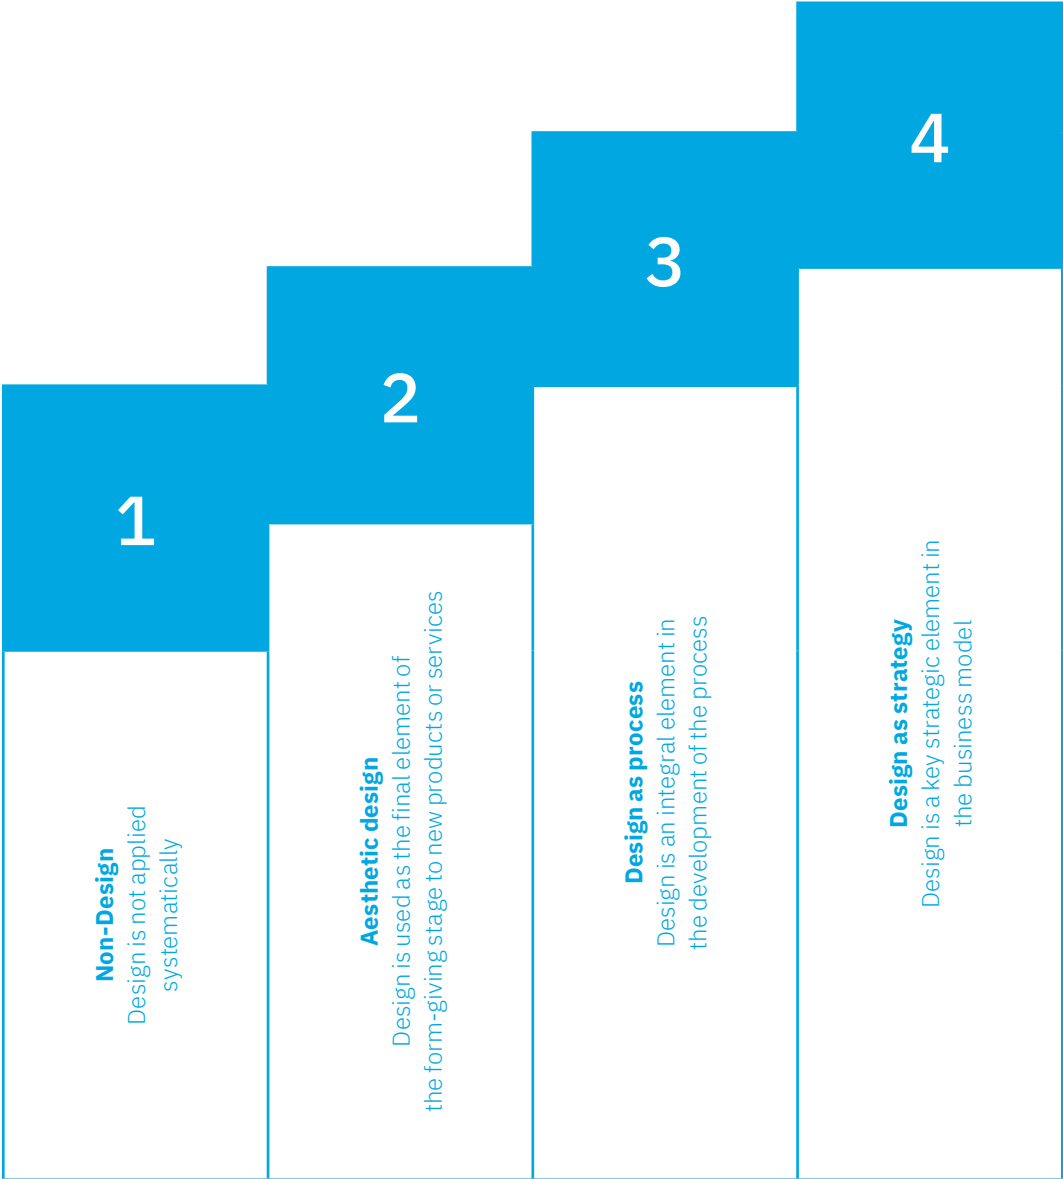 1
Non-Design
Design is not applied
systematically
2
Aesthetic design
Design is used as the final element of
the form-giving stage to new products or services
3
Design as process
Design is an integral element in
the development of the process
4
Design as strategy
Design is a key strategic element in
the business model